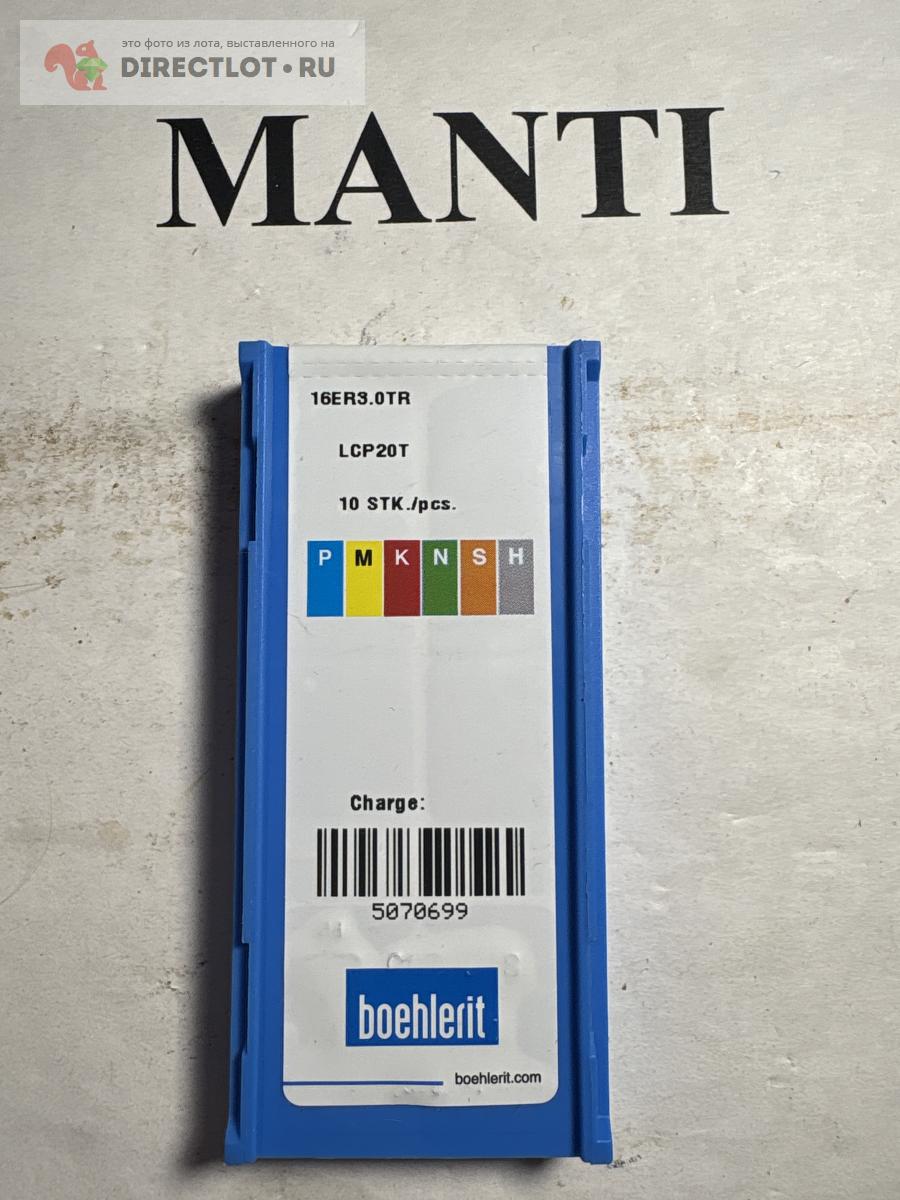 это фото из лота, выставленного на
DIRECTLOT•RU
MANTI
16ER3.0TR
LCP20T
10 STK./pcs.
P M K N S H
Charge:
5070699
boehlerit
boehlerit.com